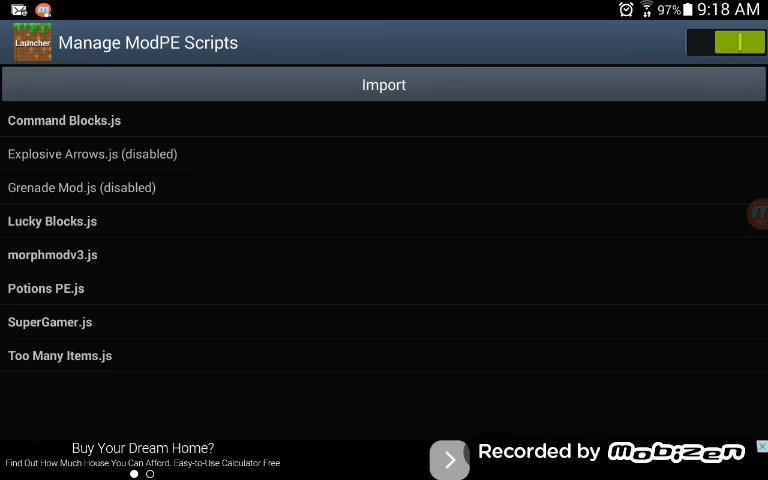 97% 9:18 AM
Launcher
Manage ModPE Scripts
Import
Command Blocks.js
Explosive Arrows.js (disabled)
Grenade Mod.js (disabled)
Lucky Blocks.js
morphmodv3.js
Potions PE.js
SuperGamer.js
Too Many Items.js
Buy Your Dream Home?
Find Out How Much House You Can Afford. Easy-to-Use Calculator Free
Recorded by Mobizen